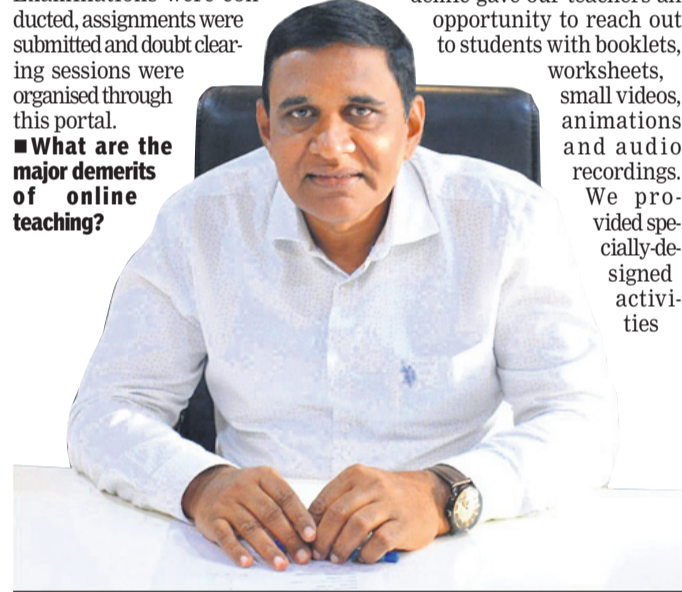 ducted, assignments were
submitted and doubt clear-
ing sessions were
organised through
this portal.
■ What are the
major demerits
of online
teaching?
opportunity to reach out
to students with booklets,
worksheets,
small videos,
animations
and audio
recordings.
We pro-
vided spe-
cially-de-
signed
activi-
ties